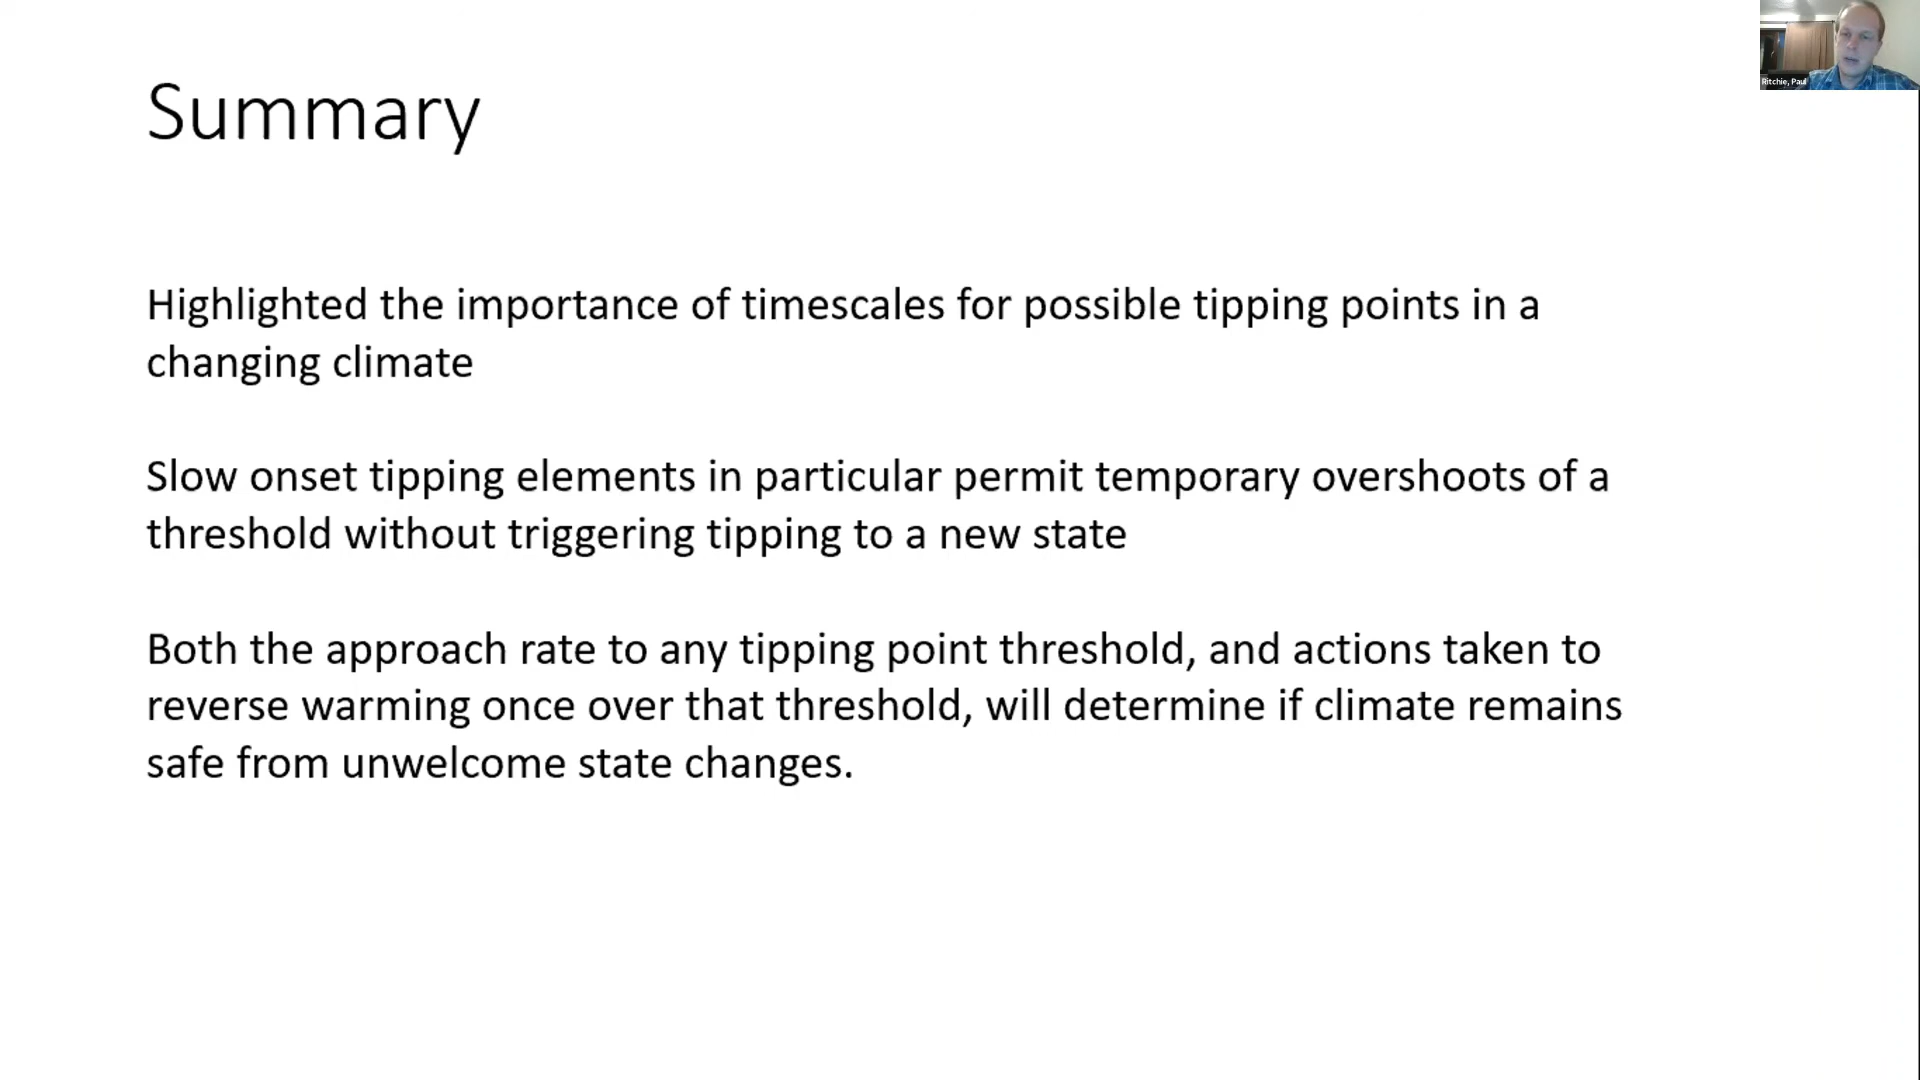 Summary
Ritchie, Paul
Highlighted the importance of timescales for possible tipping points in a
changing climate
Slow onset tipping elements in particular permit temporary overshoots of a
threshold without triggering tipping to a new state
Both the approach rate to any tipping point threshold, and actions taken to
reverse warming once over that threshold, will determine if climate remains
safe from unwelcome state changes.